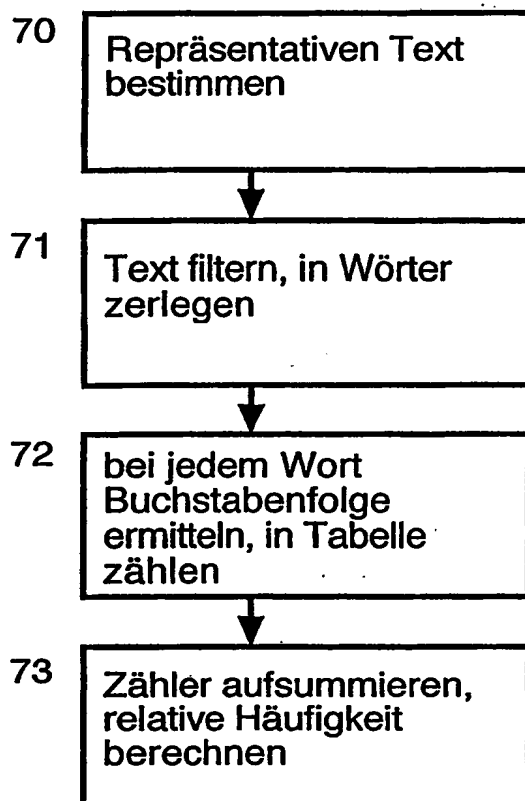 70
Repräsentativen Text
bestimmen
71
Text filtern, in Wörter
zerlegen
72
bei jedem Wort
Buchstabenfolge
ermitteln, in Tabelle
zählen
73
Zähler aufsummieren,
relative Häufigkeit
berechnen